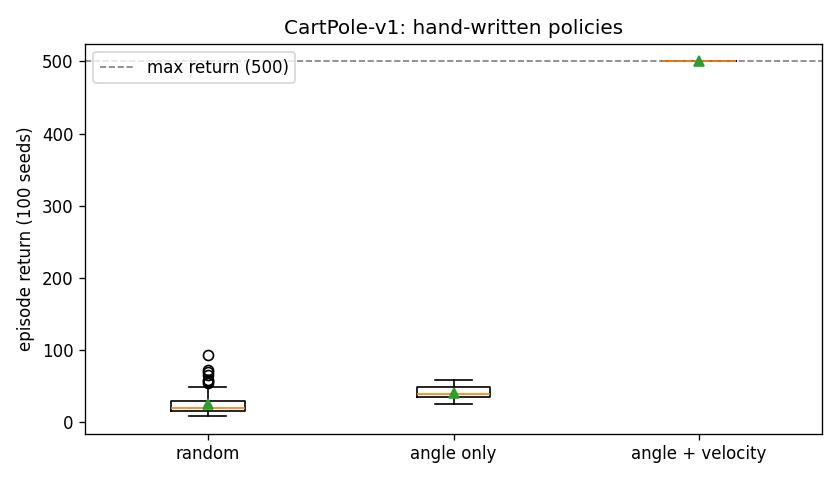 CartPole-v1: hand-written policies
max return (500)
episode return (100 seeds)
500
400
300
200
100
0
random
angle only
angle + velocity